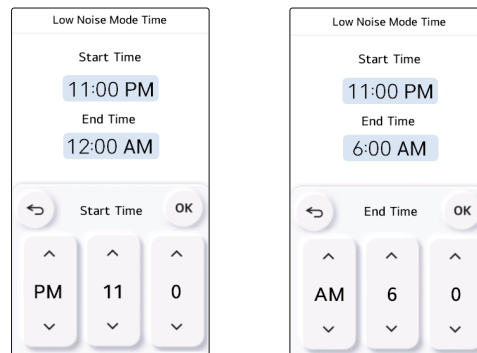 Low Noise Mode Time
Start Time
11:00 PM
End Time
12:00 AM
Start Time
OK
PM 11 0
Low Noise Mode Time
Start Time
11:00 PM
End Time
6:00 AM
End Time
OK
AM 6 0